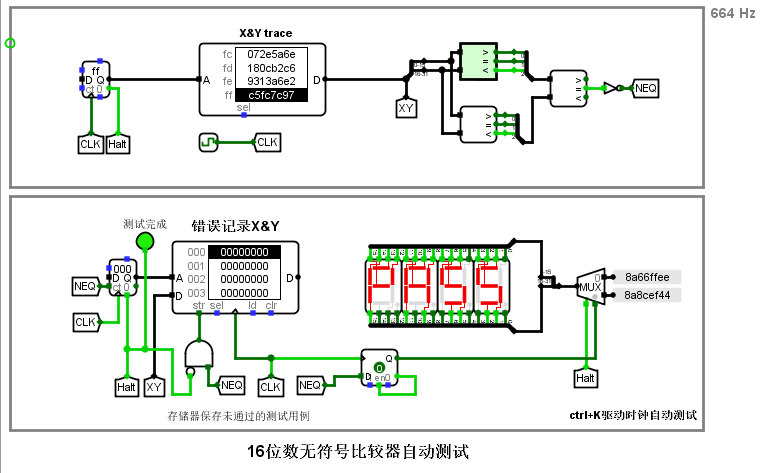 664 Hz
X&Y trace
ff
D Q
ct 0
CLK
Halt
fc 072e5a6e
fd 180cb2c6
fe 9313a6e2
ff c5fc7c97
A
D
sel
CLK
XY
>
=
<
>
=
<
>
=
<
NEQ
测试完成
错误记录X&Y
000
D Q
ct 0
NEQ
CLK
000 00000000
001 00000000
002 00000000
003 00000000
A
D
D
str sel ld clr
Halt
XY
NEQ
CLK
NEQ
Q
D en0
0
0
MUX
8a66ffee
8a8cef44
Halt
存储器保存未通过的测试用例
ctrl+K驱动时钟自动测试
16位数无符号比较器自动测试